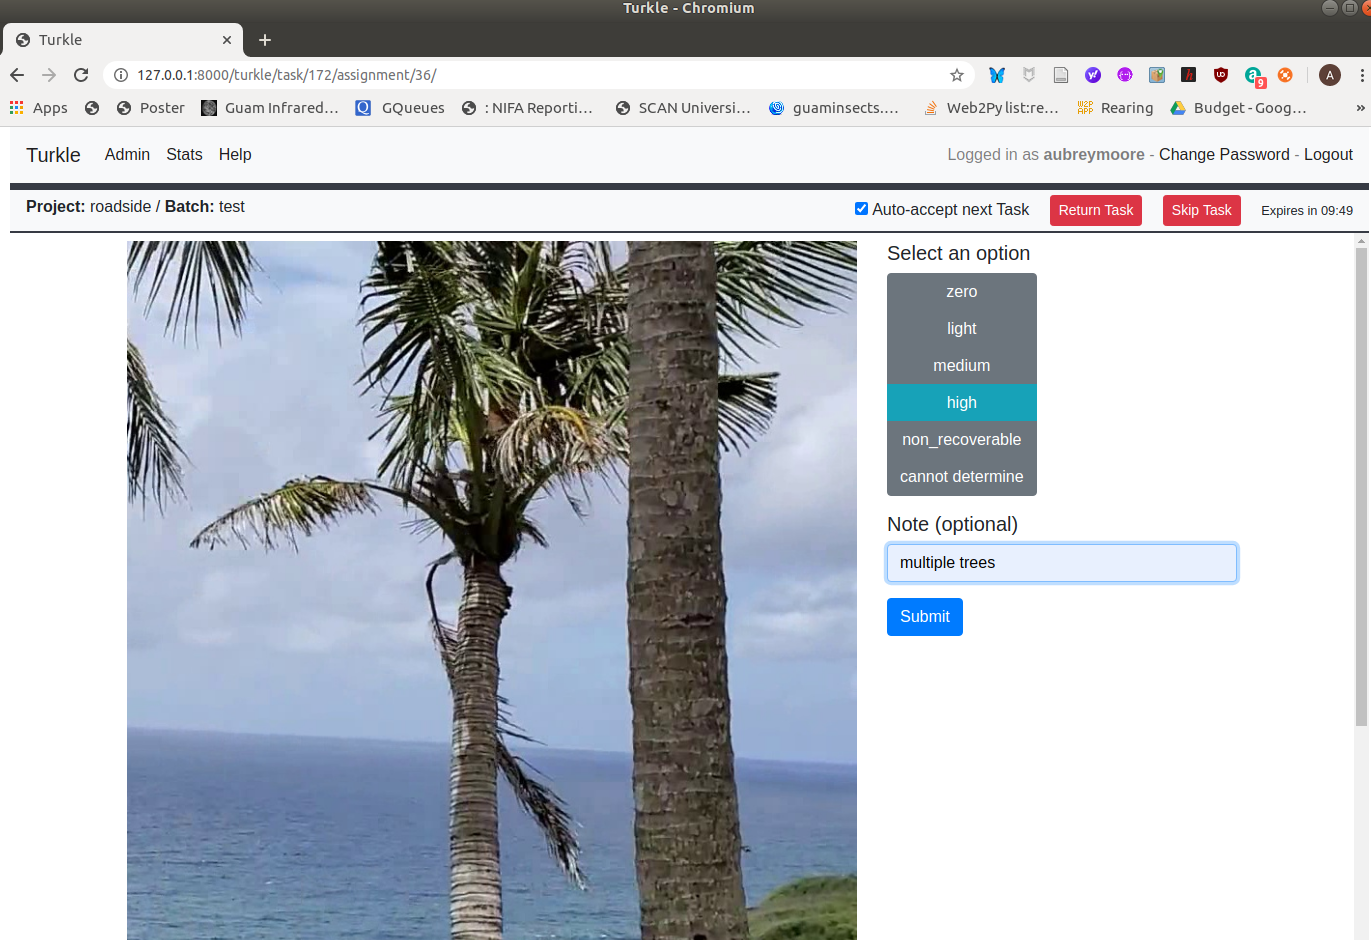 Turkle - Chromium
Turkle
127.0.0.1:8000/turkle/task/172/assignment/36/
9
A
Apps Poster Guam Infrared... GQueues : NIFA Reporti... SCAN Universi... guaminsects.... Web2Py list:re... W2P APP Rearing Budget - Goog... »
Turkle Admin Stats Help Logged in as aubreymoore - Change Password - Logout
Project: roadside / Batch: test Auto-accept next Task Return Task Skip Task Expires in 09:49
Select an option
zero
light
medium
high
non_recoverable
cannot determine
Note (optional)
multiple trees
Submit